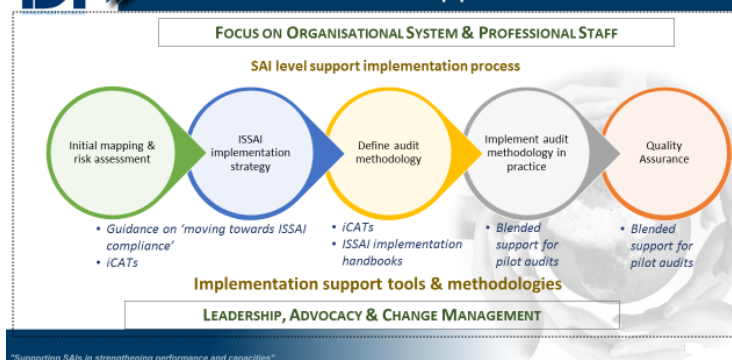 FOCUS ON ORGANISATIONAL SYSTEM & PROFESSIONAL STAFF
SAI level support implementation process
Initial mapping &
risk assessment
ISSAI
implementation
strategy
Define audit
methodology
Implement audit
methodology in
practice
Quality
Assurance
• Guidance on ‘moving towards ISSAI
compliance’
• iCATs
• iCATs
• ISSAI implementation
handbooks
• Blended
support for
pilot audits
• Blended
support for
pilot audits
Implementation support tools & methodologies
LEADERSHIP, ADVOCACY & CHANGE MANAGEMENT
"Supporting SAIs in strengthening performance and capacities"